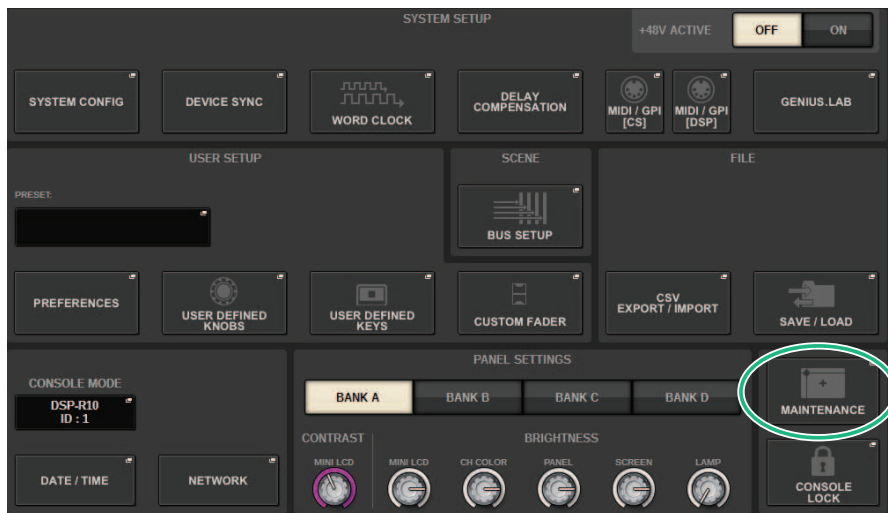 SYSTEM SETUP
+48V ACTIVE
OFF
ON
SYSTEM CONFIG
DEVICE SYNC
WORD CLOCK
DELAY
COMPENSATION
MIDI / GPI
[CS]
MIDI / GPI
[DSP]
GENIUS.LAB
USER SETUP
SCENE
FILE
PRESET:
BUS SETUP
PREFERENCES
USER DEFINED
KNOBS
USER DEFINED
KEYS
CUSTOM FADER
CSV
EXPORT / IMPORT
SAVE / LOAD
CONSOLE MODE
DSP-R10
ID : 1
PANEL SETTINGS
BANK A
BANK B
BANK C
BANK D
MAINTENANCE
CONTRAST
BRIGHTNESS
MINI LCD
MINI LCD
CH COLOR
PANEL
SCREEN
LAMP
DATE / TIME
NETWORK
CONSOLE
LOCK